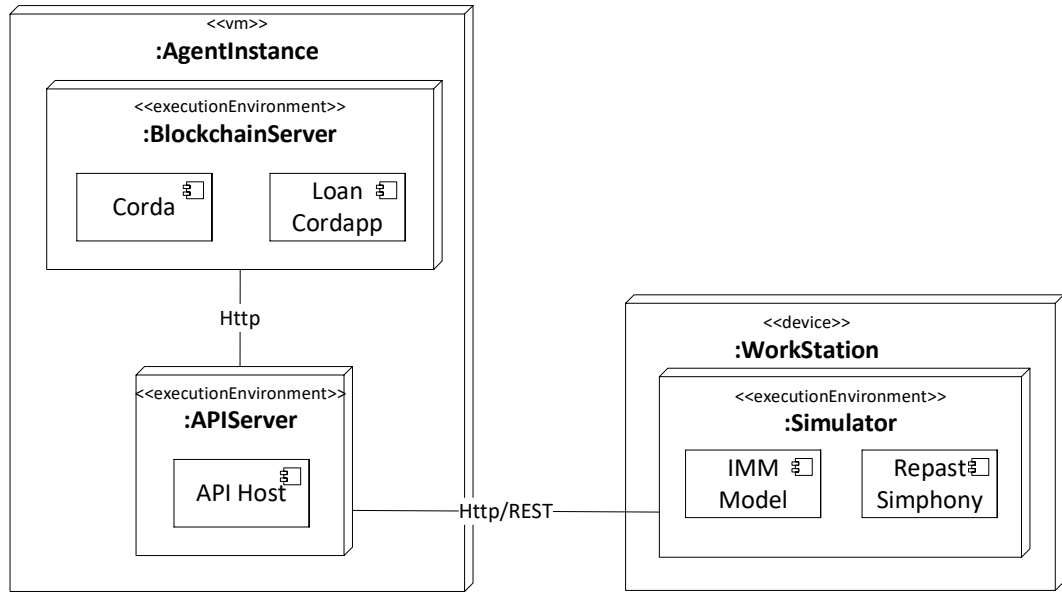 <<vm>>
:AgentInstance
<<executionEnvironment>>
:BlockchainServer
Corda
Loan
Cordapp
Http
<<executionEnvironment>>
:APIServer
API Host
Http/REST
<<device>>
:WorkStation
<<executionEnvironment>>
:Simulator
IMM
Model
Repast
Simphony